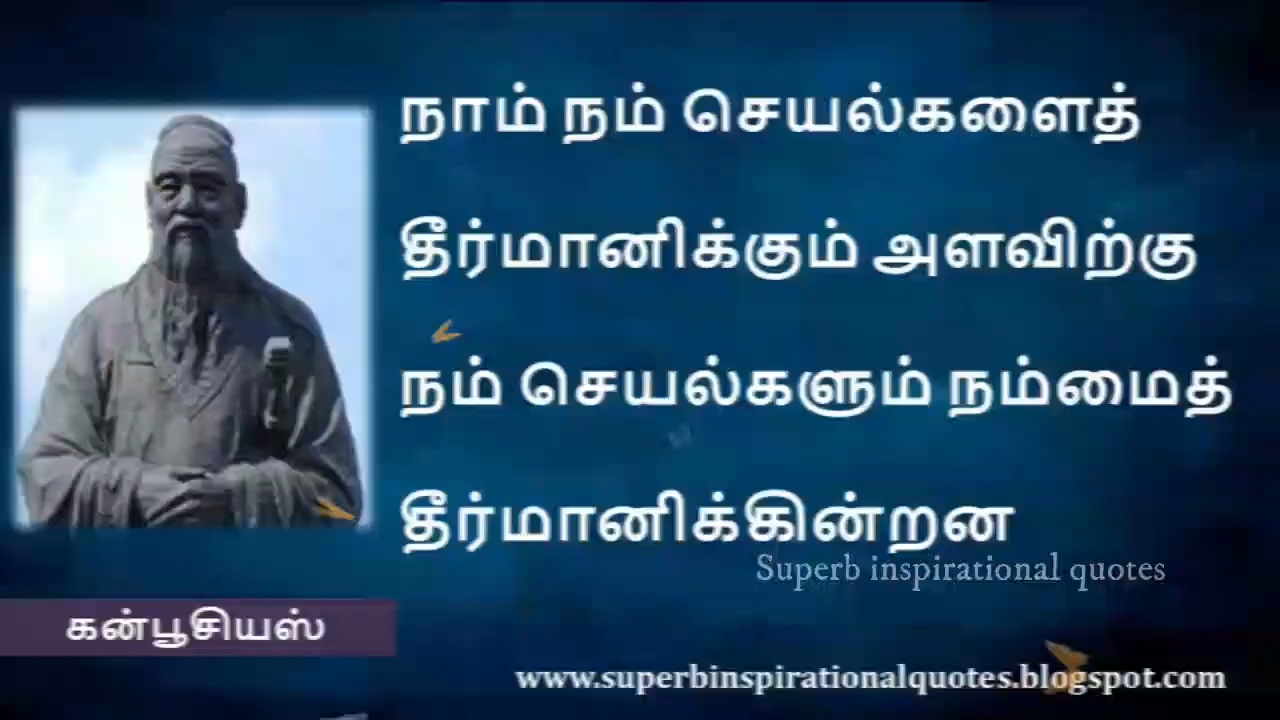 நாம் நம் செயல்களைத்
தீர்மானிக்கும் அளவிற்கு
நம் செயல்களும் நம்மைத்
தீர்மானிக்கின்றன
Superb inspirational quotes
கன்பூசியஸ்
www.superbinspirationalquotes.blogspot.com